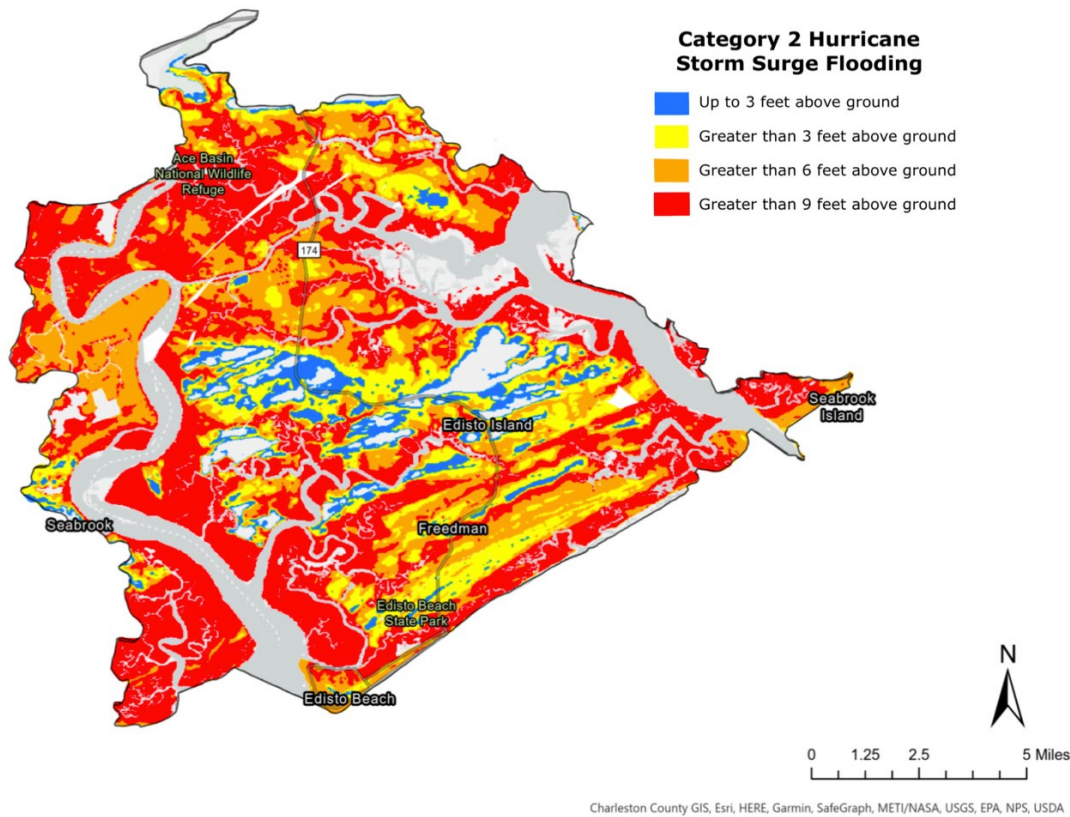 Category 2 Hurricane
Storm Surge Flooding
Up to 3 feet above ground
Greater than 3 feet above ground
Greater than 6 feet above ground
Greater than 9 feet above ground
Ace Basin
National Wildlife
Refuge
174
Seabrook
Island
Edisto Island
Seabrook
Freedman
Edisto Beach
State Park
Edisto Beach
N
0 1.25 2.5 5 Miles
Charleston County GIS, Esri, HERE, Garmin, SafeGraph, METI/NASA, USGS, EPA, NPS, USDA